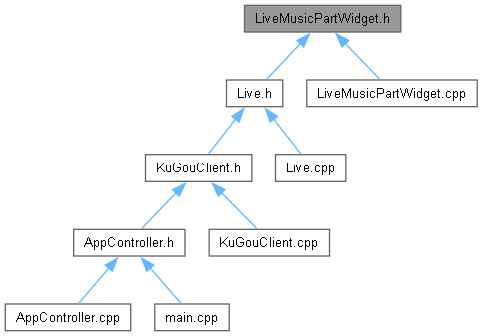 LiveMusicPartWidget.h
Live.h
LiveMusicPartWidget.cpp
KuGouClient.h
Live.cpp
AppController.h
KuGouClient.cpp
AppController.cpp
main.cpp